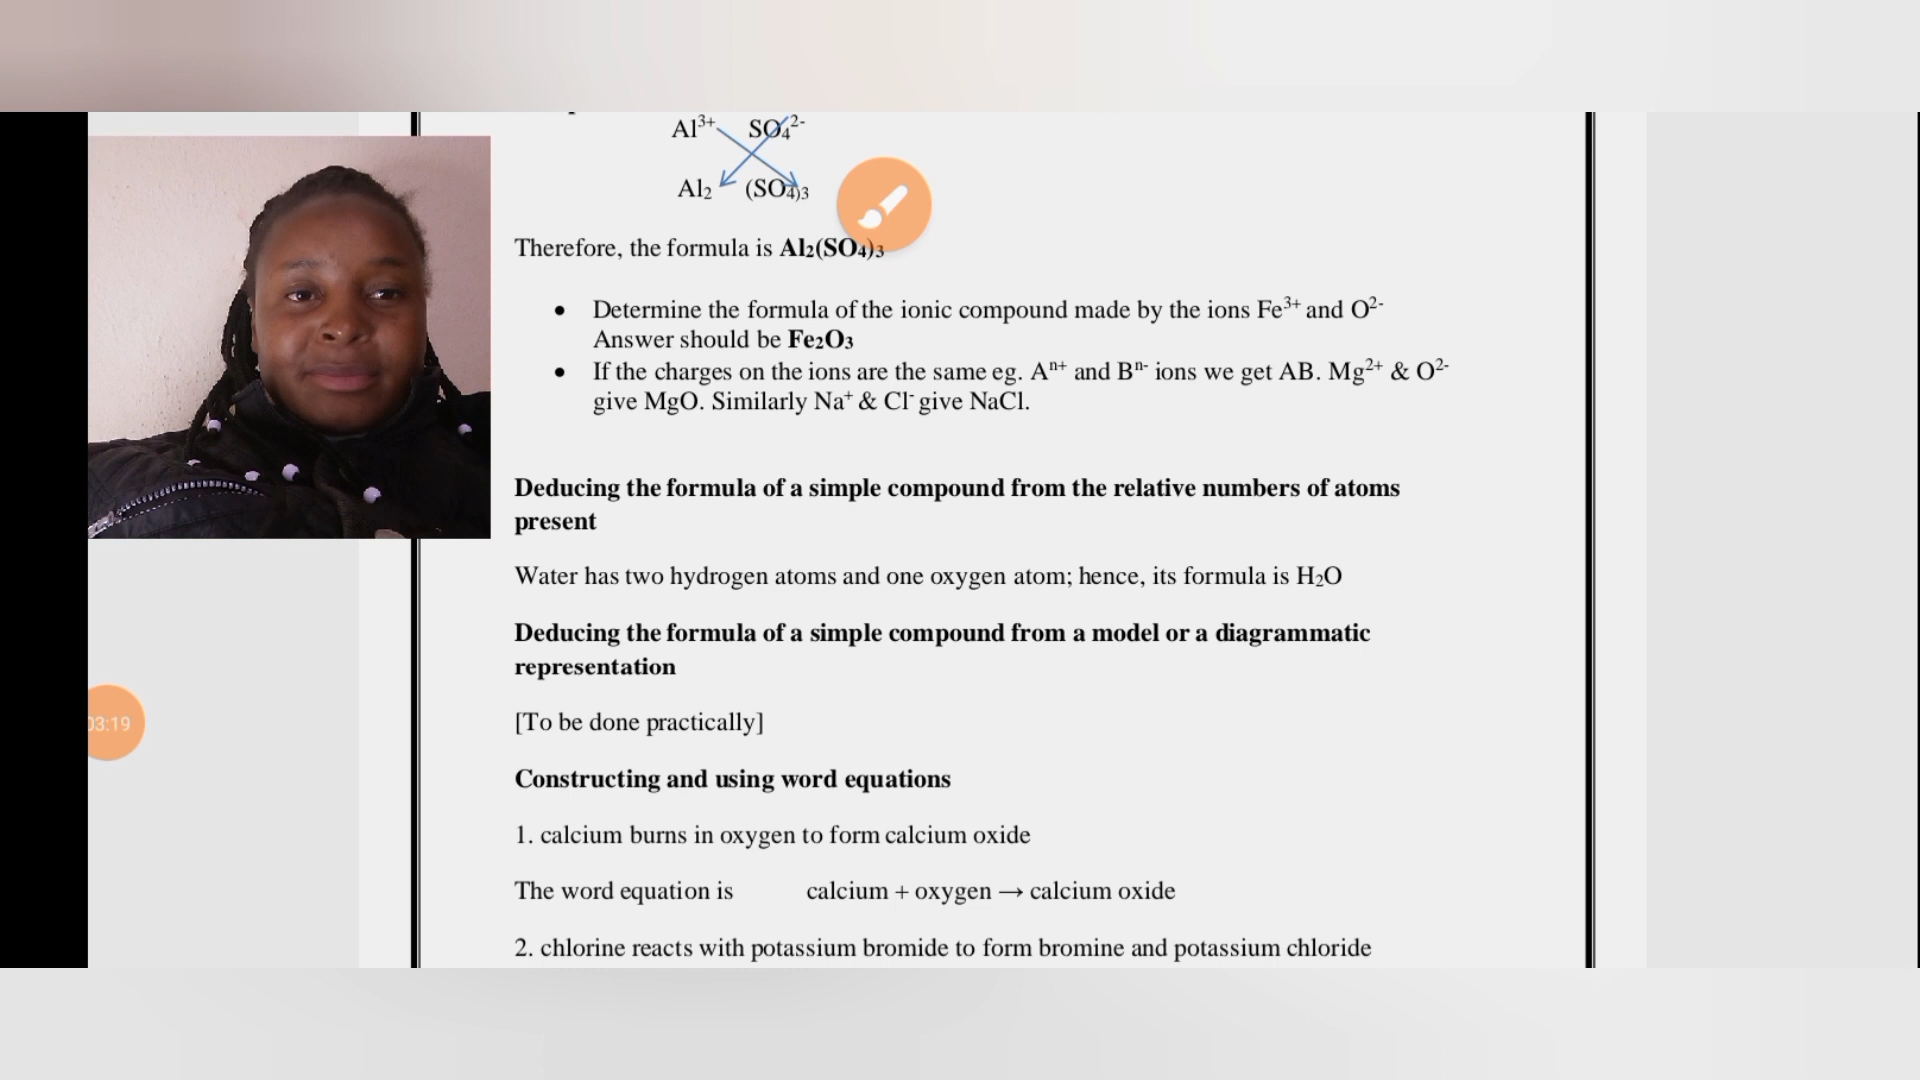 Al³⁺ SO₄²⁻
Al₂ (SO₄)₃
Therefore, the formula is Al₂(SO₄)₃
• Determine the formula of the ionic compound made by the ions Fe³⁺ and O²⁻
Answer should be Fe₂O₃
• If the charges on the ions are the same eg. Aⁿ⁺ and Bⁿ⁻ ions we get AB. Mg²⁺ & O²⁻
give MgO. Similarly Na⁺ & Cl⁻ give NaCl.
Deducing the formula of a simple compound from the relative numbers of atoms
present
Water has two hydrogen atoms and one oxygen atom; hence, its formula is H₂O
Deducing the formula of a simple compound from a model or a diagrammatic
representation
[To be done practically]
03:19
Constructing and using word equations
1. calcium burns in oxygen to form calcium oxide
The word equation is calcium + oxygen → calcium oxide
2. chlorine reacts with potassium bromide to form bromine and potassium chloride